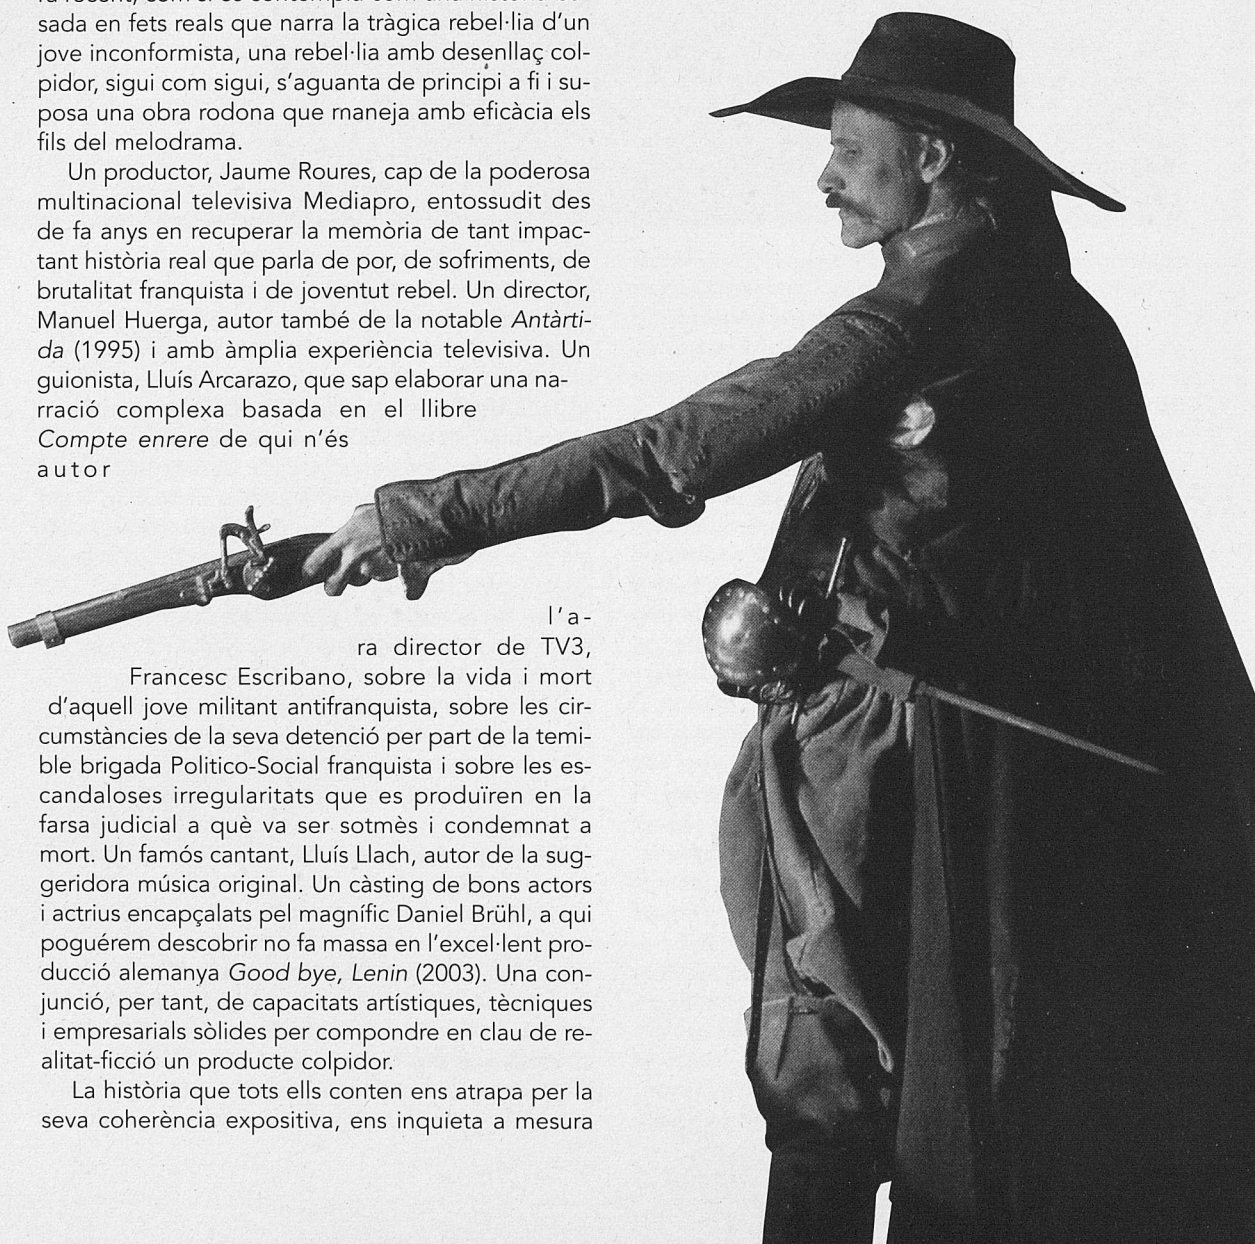 sada en fets reals que narra la tràgica rebel·lia d'un
jove inconformista, una rebel·lia amb desenllaç col-
pidor, sigui com sigui, s'aguanta de principi a fi i su-
posa una obra rodona que rnaneja amb eficàcia els
fils del melodrama.
Un productor, Jaume Roures, cap de la poderosa
multinacional televisiva Mediapro, entossudit des
de fa anys en recuperar la memòria de tant impac-
tant història real que parla de por, de sofriments, de
brutalitat franquista i de joventut rebel. Un director,
Manuel Huerga, autor també de la notable Antàrti-
da (1995) i amb àmplia experiència televisiva. Un
guionista, Lluís Arcarazo, que sap elaborar una na-
rració complexa basada en el llibre
Compte enrere de qui n'és
autor
l'a-
ra director de TV3,
Francesc Escribano, sobre la vida i mort
d'aquell jove militant antifranquista, sobre les cir-
cumstàncies de la seva detenció per part de la temi-
ble brigada Politico-Social franquista i sobre les es-
candaloses irregularitats que es produïren en la
farsa judicial a què va ser sotmès i condemnat a
mort. Un famós cantant, Lluís Llach, autor de la sug-
geridora música original. Un càsting de bons actors
i actrius encapçalats pel magnífic Daniel Brühl, a qui
poguérem descobrir no fa massa en l'excel·lent pro-
ducció alemanya Good bye, Lenin (2003). Una con-
junció, per tant, de capacitats artístiques, tècniques
i empresarials sòlides per compondre en clau de re-
alitat-ficció un producte colpidor.
La història que tots ells conten ens atrapa per la
seva coherència expositiva, ens inquieta a mesura